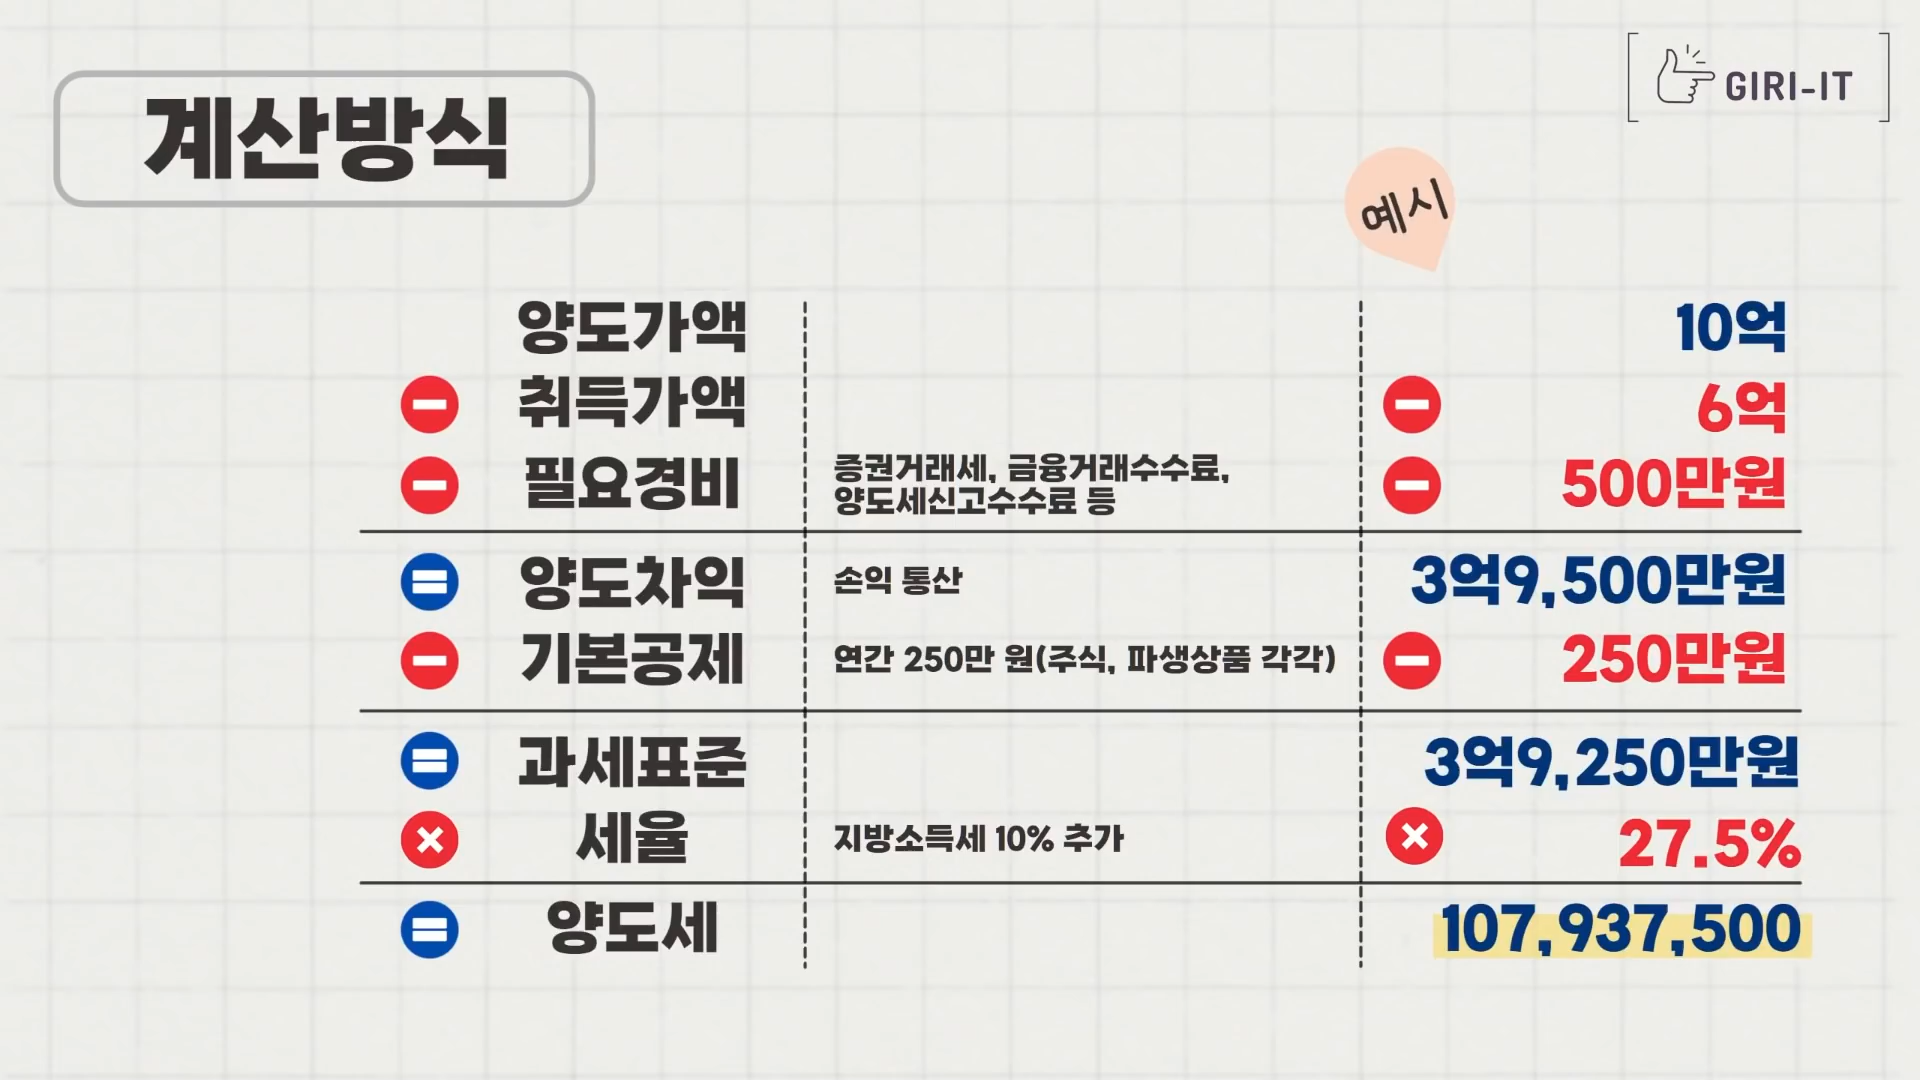 GIRI-IT
계산방식
예시
양도가액 10억
취득가액 6억
필요경비 증권거래세, 금융거래수수료, 500만원
양도세신고수수료 등
양도차익 손익 통산 3억9,500만원
기본공제 연간 250만 원(주식, 파생상품 각각) 250만원
과세표준 3억9,250만원
세율 지방소득세 10% 추가 27.5%
양도세 107,937,500